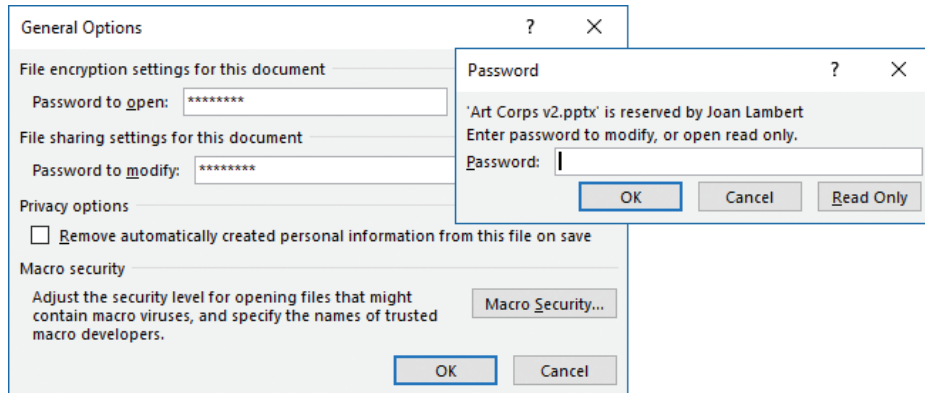 General Options
?
File encryption settings for this document
Password to open: ********
File sharing settings for this document
Password to modify: ********
Privacy options
Remove automatically created personal information from this file on save
Macro security
Adjust the security level for opening files that might
contain macro viruses, and specify the names of trusted
macro developers.
Macro Security...
OK Cancel
Password
?
'Art Corps v2.pptx' is reserved by Joan Lambert
Enter password to modify, or open read only.
Password:
OK Cancel Read Only